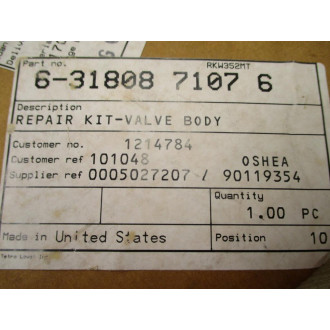 Part no. RKW352MT
6-31808 7107 6
Description
REPAIR KIT-VALVE BODY
Customer no. 1214784
Customer ref 101048 OSHEA
Supplier ref 0005027207 / 90119354
Quantity
1.00 PC
Made in United States
Position 10